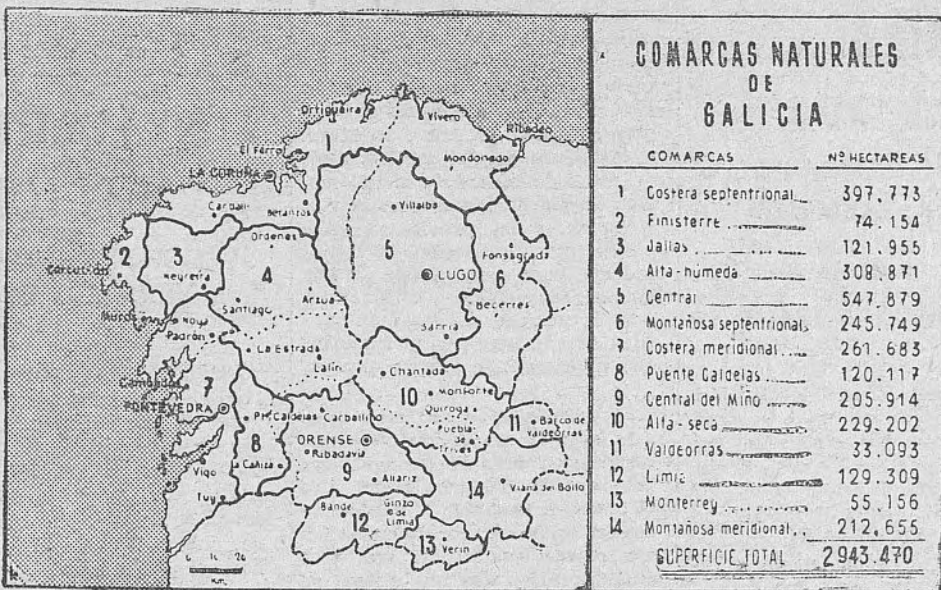 Ortigueira
Vivero
Ribadeo
El Ferrol
1
Mondoñedo
LA CORUÑA
Carball
Betanzos
Villalba
Ordenes
5
Fonsagrada
2
3
4
LUGO
6
Corcubión
Negreira
Arzua
Becerreá
Santiago
Muros
Noya
Sarria
Padrón
La Estrada
Lalín
Chantada
Cambados
7
10
Monforte
PONTEVEDRA
Pte Caldelas
Carballino
Quiroga
11
Barco de
Valdeorras
ORENSE
Puebla
de
Trives
8
Ribadavia
La Cañiza
9
Allariz
14
Viana del Bollo
Vigo
Tuy
Bande
Ginzo
de
Limia
12
13
Verin
Km.
COMARCAS NATURALES
DE
GALICIA
COMARCAS Nº HECTAREAS
1 Costera septentrional 397.773
2 Finisterre 74.154
3 Jallas 121.955
4 Alta-húmeda 308.871
5 Central 547.879
6 Montañosa septentrional 245.749
7 Costera meridional 261.683
8 Puente Caldelas 120.117
9 Central del Miño 205.914
10 Alta-seca 229.202
11 Valdeorras 33.093
12 Limia 129.309
13 Monterrey 55.156
14 Montañosa meridional 212.655
SUPERFICIE TOTAL 2943.470